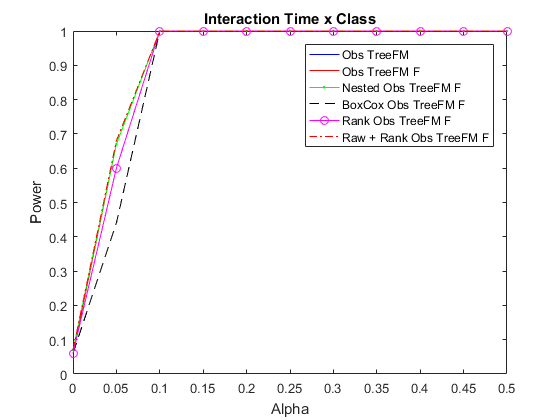 Interaction Time x Class
Obs TreeFM
Obs TreeFM F
Nested Obs TreeFM F
BoxCox Obs TreeFM F
Rank Obs TreeFM F
Raw + Rank Obs TreeFM F
Power
1
0.9
0.8
0.7
0.6
0.5
0.4
0.3
0.2
0.1
0
0 0.05 0.1 0.15 0.2 0.25 0.3 0.35 0.4 0.45 0.5
Alpha